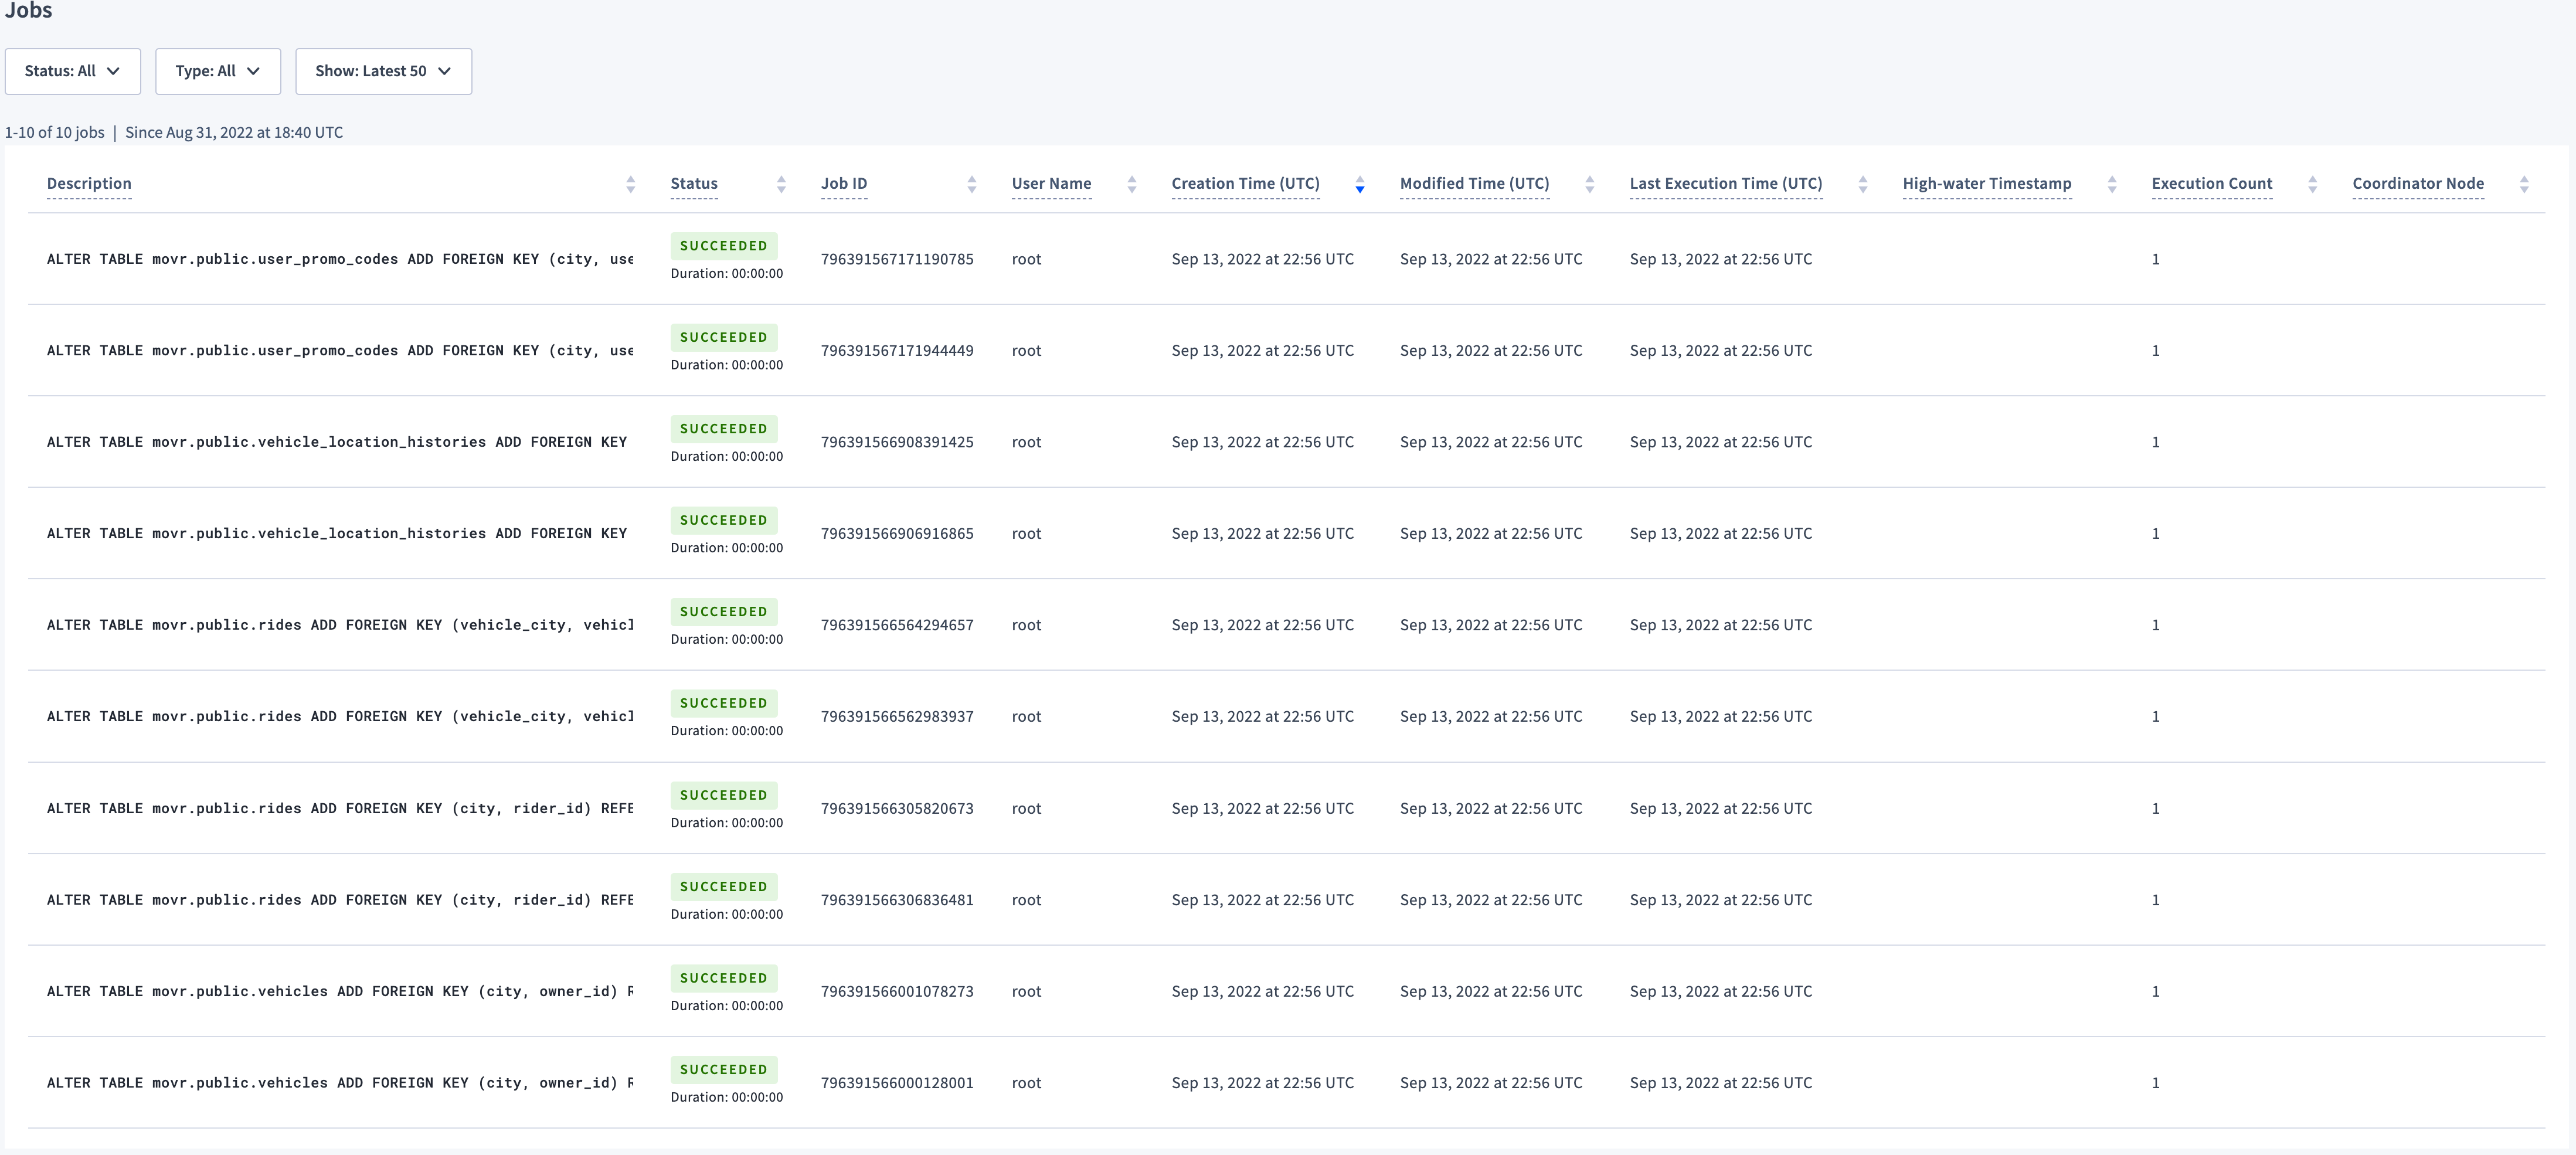 Jobs
Status: All
Type: All
Show: Latest 50
1-10 of 10 jobs | Since Aug 31, 2022 at 18:40 UTC
Description Status Job ID User Name Creation Time (UTC) Modified Time (UTC) Last Execution Time (UTC) High-water Timestamp Execution Count Coordinator Node
ALTER TABLE movr.public.user_promo_codes ADD FOREIGN KEY (city, use SUCCEEDED 796391567171190785 root Sep 13, 2022 at 22:56 UTC Sep 13, 2022 at 22:56 UTC Sep 13, 2022 at 22:56 UTC 1
Duration: 00:00:00
ALTER TABLE movr.public.user_promo_codes ADD FOREIGN KEY (city, use SUCCEEDED 796391567171944449 root Sep 13, 2022 at 22:56 UTC Sep 13, 2022 at 22:56 UTC Sep 13, 2022 at 22:56 UTC 1
Duration: 00:00:00
ALTER TABLE movr.public.vehicle_location_histories ADD FOREIGN KEY SUCCEEDED 796391566908391425 root Sep 13, 2022 at 22:56 UTC Sep 13, 2022 at 22:56 UTC Sep 13, 2022 at 22:56 UTC 1
Duration: 00:00:00
ALTER TABLE movr.public.vehicle_location_histories ADD FOREIGN KEY SUCCEEDED 796391566906916865 root Sep 13, 2022 at 22:56 UTC Sep 13, 2022 at 22:56 UTC Sep 13, 2022 at 22:56 UTC 1
Duration: 00:00:00
ALTER TABLE movr.public.rides ADD FOREIGN KEY (vehicle_city, vehicl SUCCEEDED 796391566564294657 root Sep 13, 2022 at 22:56 UTC Sep 13, 2022 at 22:56 UTC Sep 13, 2022 at 22:56 UTC 1
Duration: 00:00:00
ALTER TABLE movr.public.rides ADD FOREIGN KEY (vehicle_city, vehicl SUCCEEDED 796391566562983937 root Sep 13, 2022 at 22:56 UTC Sep 13, 2022 at 22:56 UTC Sep 13, 2022 at 22:56 UTC 1
Duration: 00:00:00
ALTER TABLE movr.public.rides ADD FOREIGN KEY (city, rider_id) REFE SUCCEEDED 796391566305820673 root Sep 13, 2022 at 22:56 UTC Sep 13, 2022 at 22:56 UTC Sep 13, 2022 at 22:56 UTC 1
Duration: 00:00:00
ALTER TABLE movr.public.rides ADD FOREIGN KEY (city, rider_id) REFE SUCCEEDED 796391566306836481 root Sep 13, 2022 at 22:56 UTC Sep 13, 2022 at 22:56 UTC Sep 13, 2022 at 22:56 UTC 1
Duration: 00:00:00
ALTER TABLE movr.public.vehicles ADD FOREIGN KEY (city, owner_id) R SUCCEEDED 796391566001078273 root Sep 13, 2022 at 22:56 UTC Sep 13, 2022 at 22:56 UTC Sep 13, 2022 at 22:56 UTC 1
Duration: 00:00:00
ALTER TABLE movr.public.vehicles ADD FOREIGN KEY (city, owner_id) R SUCCEEDED 796391566000128001 root Sep 13, 2022 at 22:56 UTC Sep 13, 2022 at 22:56 UTC Sep 13, 2022 at 22:56 UTC 1
Duration: 00:00:00